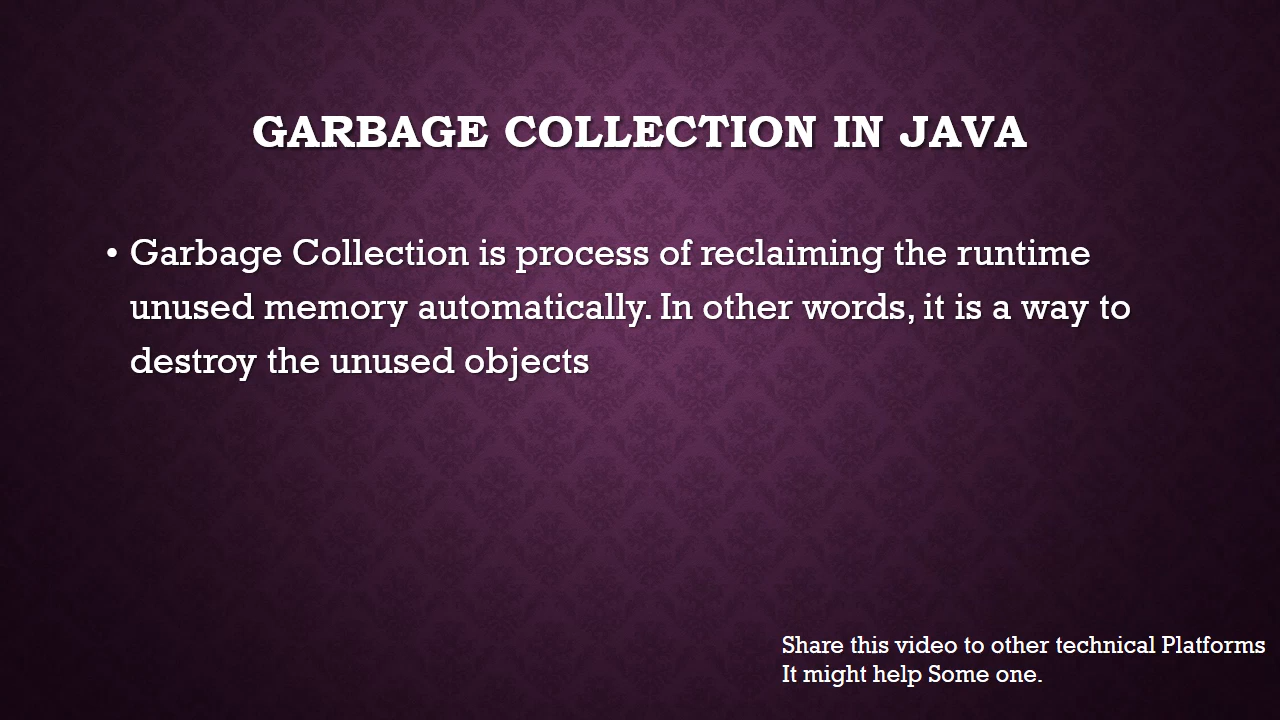 GARBAGE COLLECTION IN JAVA
• Garbage Collection is process of reclaiming the runtime
unused memory automatically. In other words, it is a way to
destroy the unused objects
Share this video to other technical Platforms
It might help Some one.